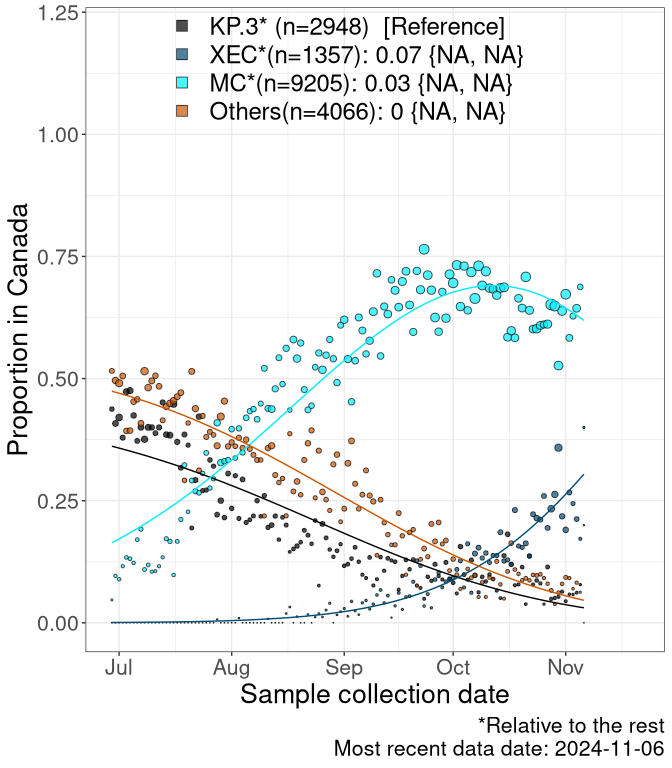 KP.3* (n=2948)  [Reference]
XEC*(n=1357): 0.07 {NA, NA}
MC*(n=9205): 0.03 {NA, NA}
Others(n=4066): 0 {NA, NA}
1.25
1.00
0.75
0.50
0.25
0.00
Proportion in Canada
Jul Aug Sep Oct Nov
Sample collection date
*Relative to the rest
Most recent data date: 2024-11-06